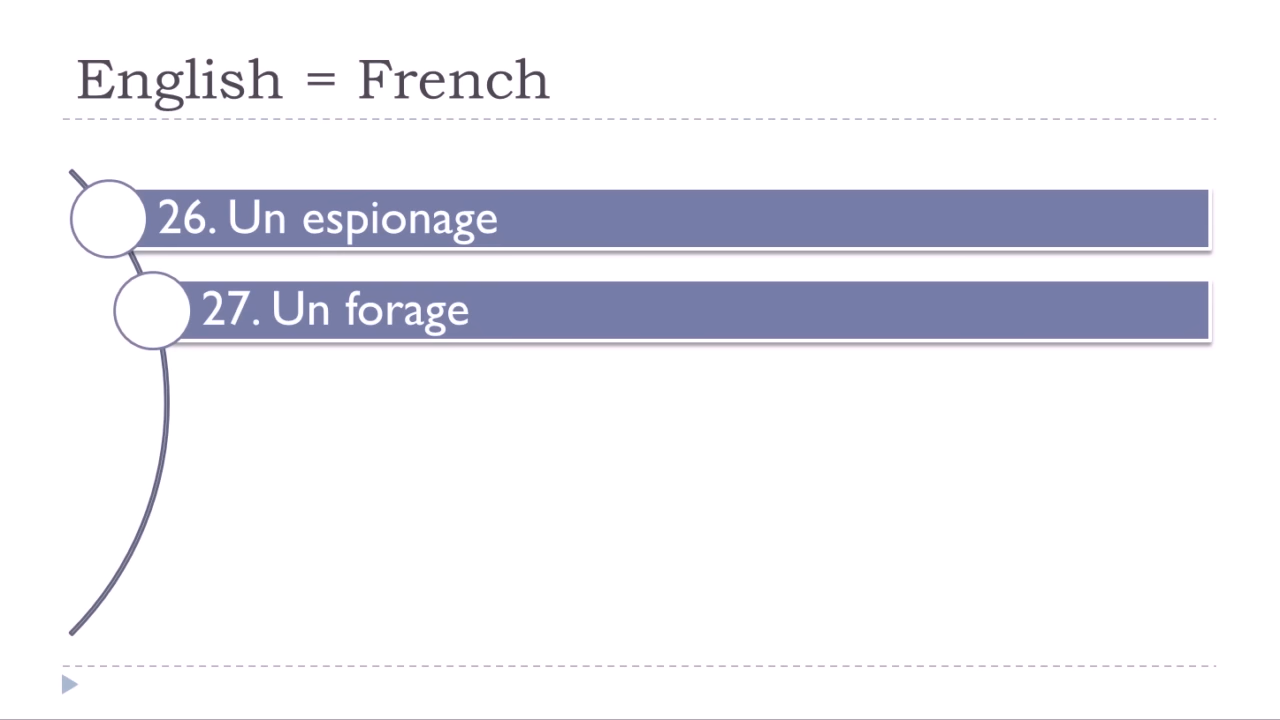 English = French
26. Un espionage
27. Un forage